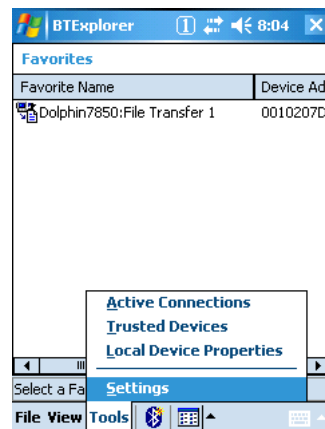 BTExplorer 1 8:04
Favorites
Favorite Name Device Ad
Dolphin7850:File Transfer 1 0010207D
Active Connections
Trusted Devices
Local Device Properties
Settings
Select a Fa
File View Tools